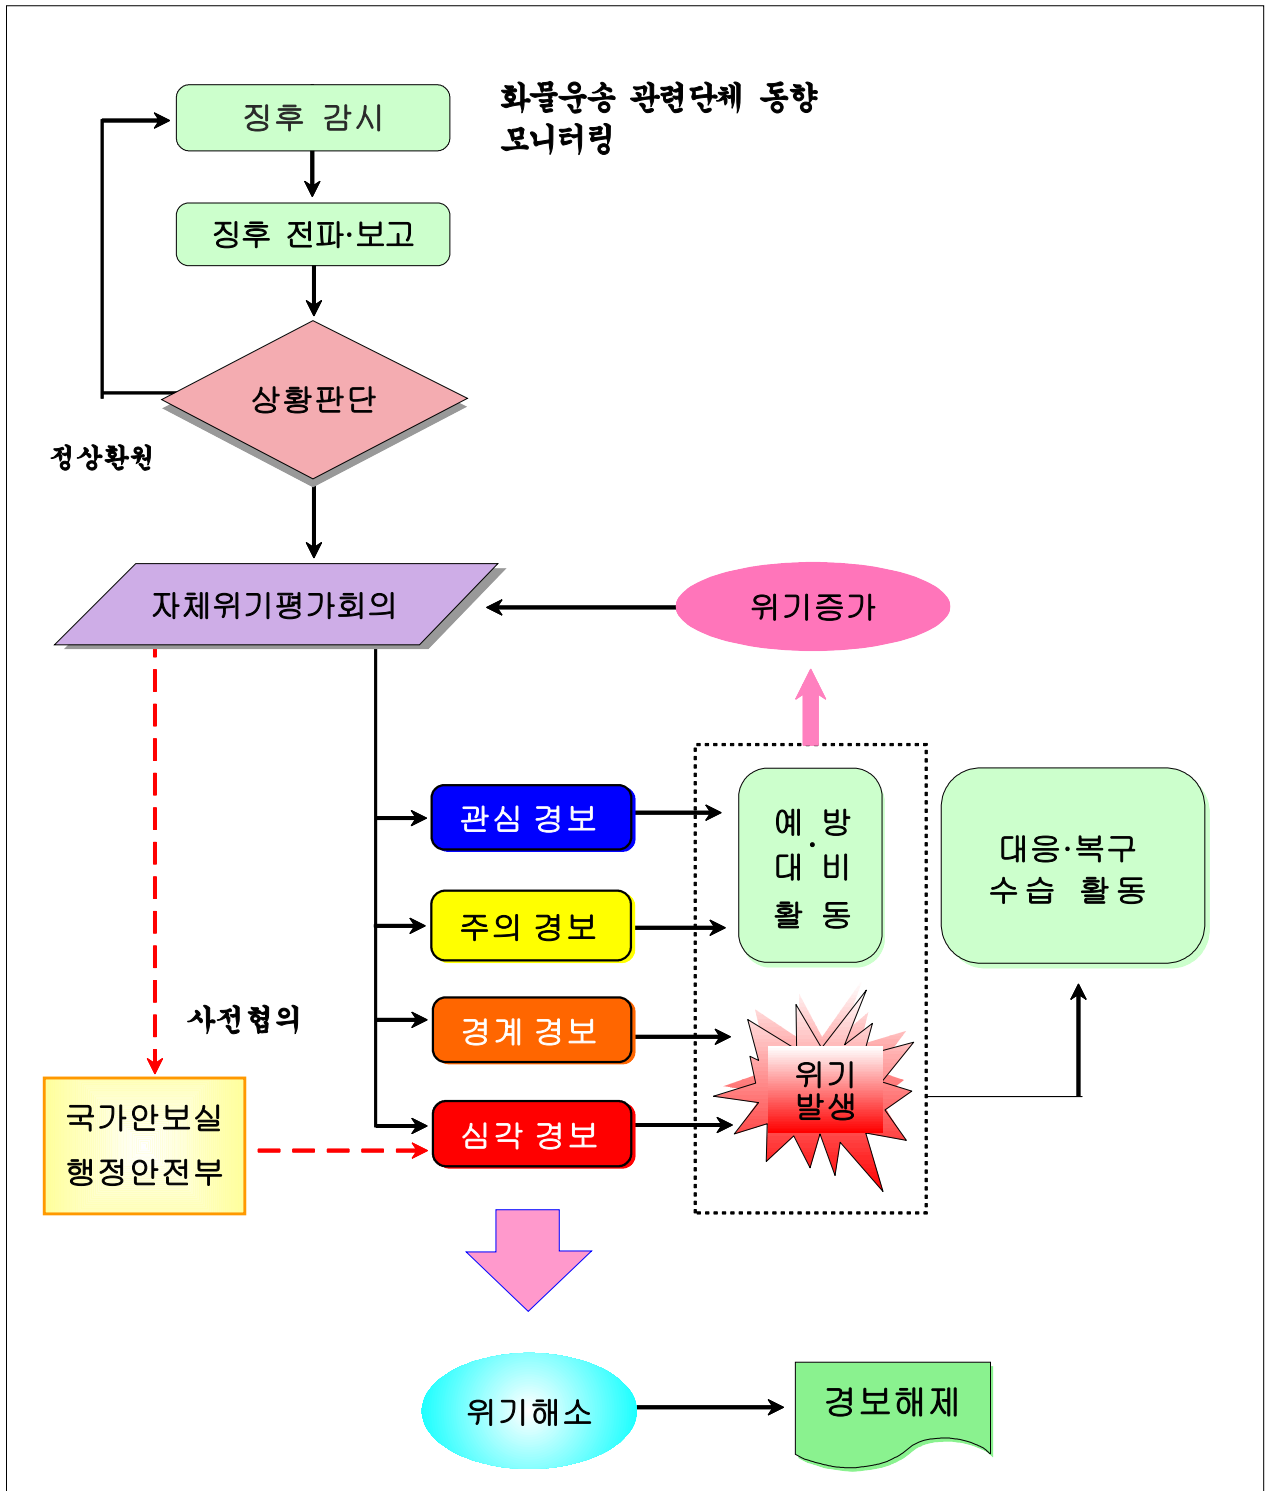 징후 감시
화물운송 관련단체 동향
모니터링
징후 전파·보고
상황판단
정상환원
자체위기평가회의
위기증가
관심 경보
주의 경보
경계 경보
심각 경보
예 방
·
대 비
활 동
대응·복구
수습 활동
위기
발생
사전협의
국가안보실
행정안전부
위기해소
경보해제